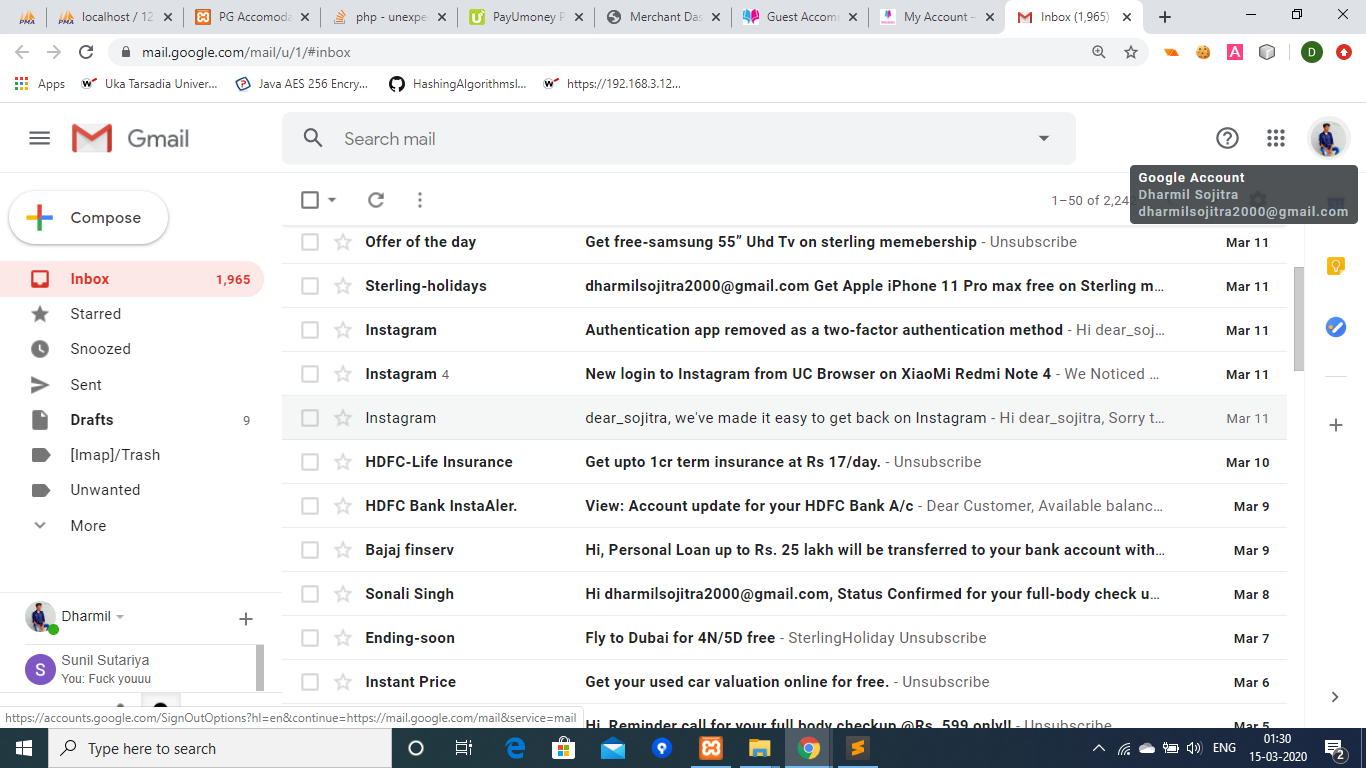 localhost / 12
PG Accomoda
php - unexpe
PayUmoney P
Merchant Das
Guest Accom
My Account –
Inbox (1,965)
mail.google.com/mail/u/1/#inbox
D
Apps
Uka Tarsadia Univer...
Java AES 256 Encry...
HashingAlgorithmsI...
https://192.168.3.12...
Gmail
Search mail
Google Account
Dharmil Sojitra
dharmilsojitra2000@gmail.com
Compose
1–50 of 2,24
Inbox 1,965
Starred
Snoozed
Sent
Drafts 9
[Imap]/Trash
Unwanted
More
Offer of the day Get free-samsung 55” Uhd Tv on sterling memebership - Unsubscribe Mar 11
Sterling-holidays dharmilsojitra2000@gmail.com Get Apple iPhone 11 Pro max free on Sterling m... Mar 11
Instagram Authentication app removed as a two-factor authentication method - Hi dear_soj... Mar 11
Instagram 4 New login to Instagram from UC Browser on XiaoMi Redmi Note 4 - We Noticed ... Mar 11
Instagram dear_sojitra, we've made it easy to get back on Instagram - Hi dear_sojitra, Sorry t... Mar 11
HDFC-Life Insurance Get upto 1cr term insurance at Rs 17/day. - Unsubscribe Mar 10
HDFC Bank InstaAler. View: Account update for your HDFC Bank A/c - Dear Customer, Available balanc... Mar 9
Bajaj finserv Hi, Personal Loan up to Rs. 25 lakh will be transferred to your bank account with... Mar 9
Sonali Singh Hi dharmilsojitra2000@gmail.com, Status Confirmed for your full-body check u... Mar 8
Ending-soon Fly to Dubai for 4N/5D free - SterlingHoliday Unsubscribe Mar 7
Instant Price Get your used car valuation online for free. - Unsubscribe Mar 6
Hi, Reminder call for your full body checkup @Rs. 599 only!! - Unsubscribe Mar 5
Dharmil
S
Sunil Sutariya
You: Fuck youuu
https://accounts.google.com/SignOutOptions?hl=en&continue=https://mail.google.com/mail&service=mail
Type here to search
ENG
01:30
15-03-2020
2